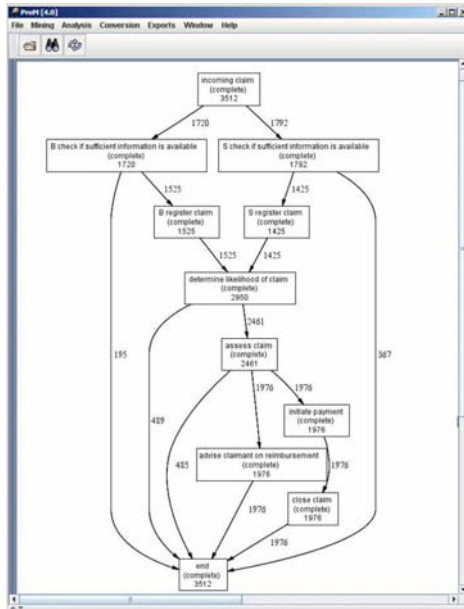 ProM [4.0]
File Mining Analysis Conversion Exports Window Help
incoming claim
(complete)
3512
1720
1792
B check if sufficient information is available
(complete)
1720
S check if sufficient information is available
(complete)
1792
1525
1425
B register claim
(complete)
1525
S register claim
(complete)
1425
1525
1425
determine likelihood of claim
(complete)
2950
2461
195
367
assess claim
(complete)
2461
1976
1976
489
initiate payment
(complete)
1976
485
advise claimant on reimbursement
(complete)
1976
1976
close claim
(complete)
1976
1976
1976
end
(complete)
3512